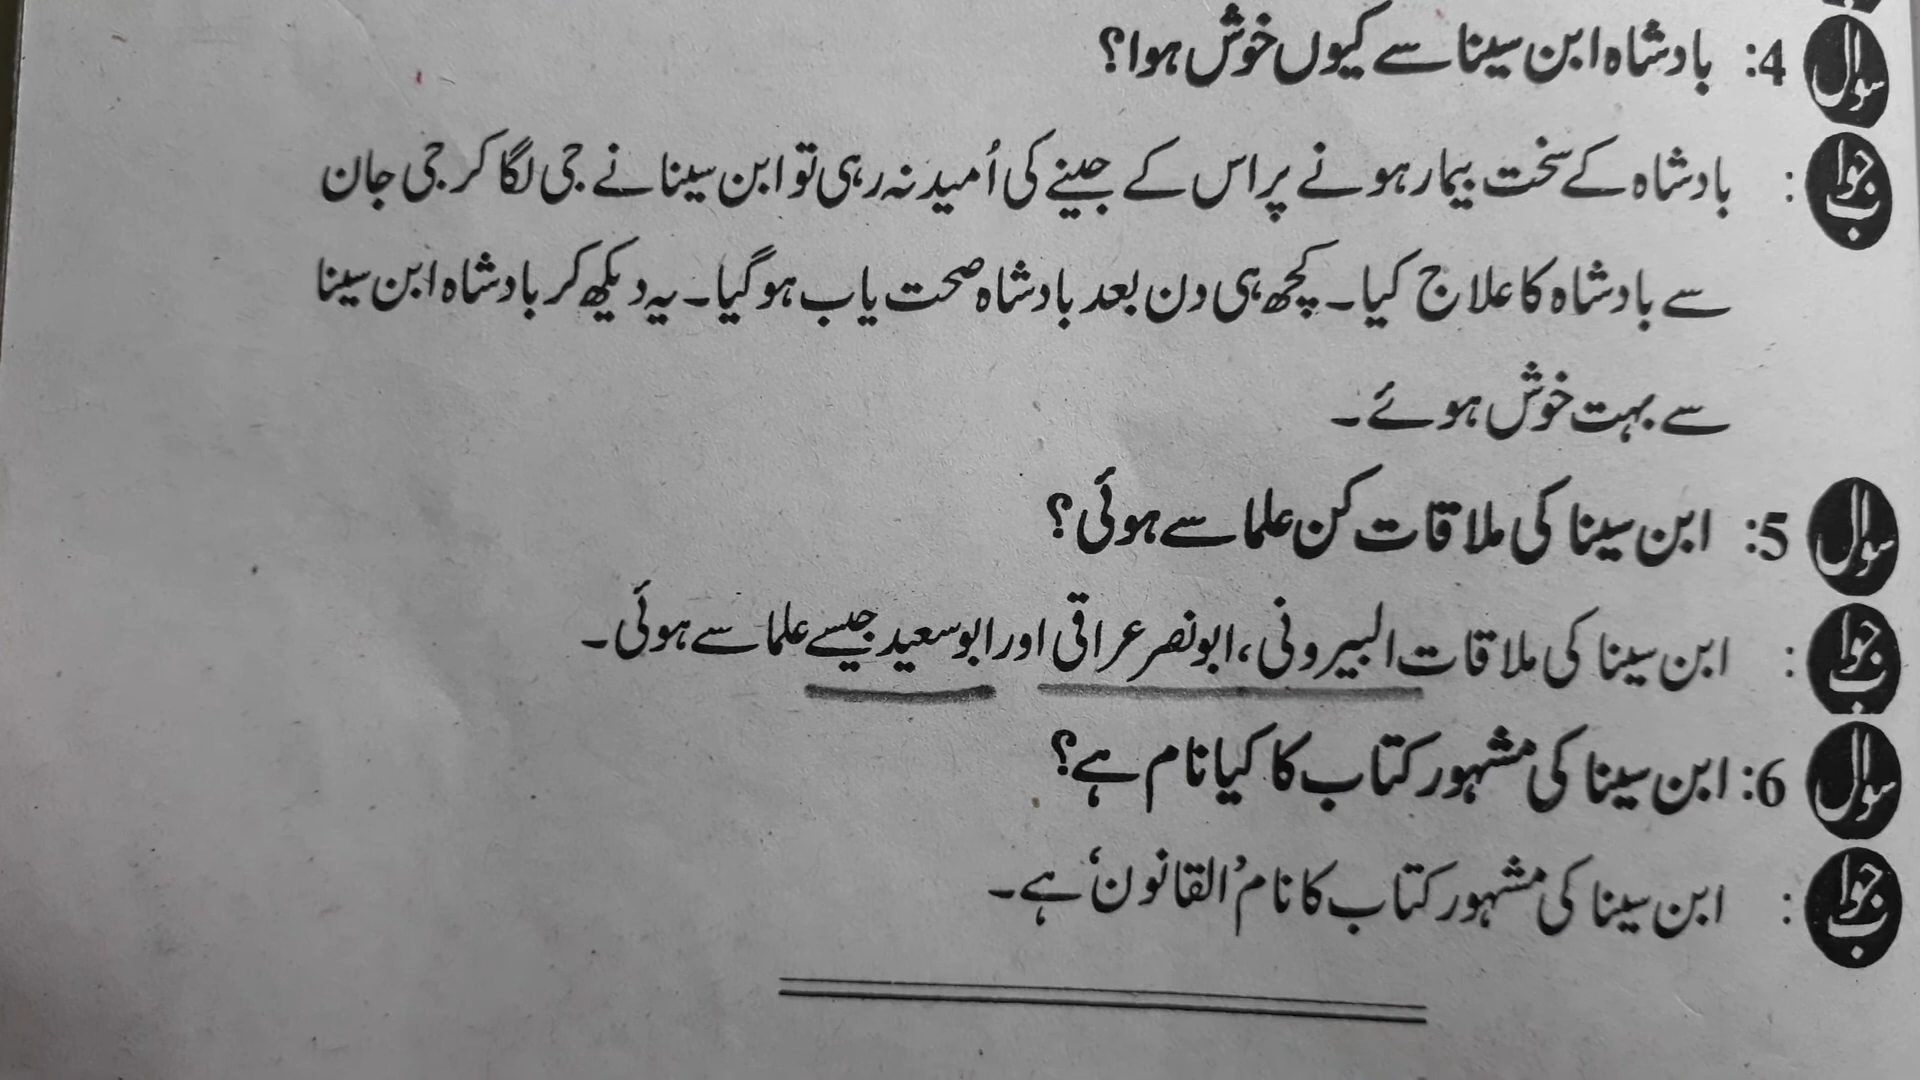 سوال 4: بادشاہ ابن سینا سے کیوں خوش ہوا؟
جواب : بادشاہ کے سخت بیمار ہونے پر اس کے جینے کی اُمید نہ رہی تو ابن سینا نے جی لگا کر جی جان
سے بادشاہ کا علاج کیا۔ کچھ ہی دن بعد بادشاہ صحت یاب ہو گیا۔ یہ دیکھ کر بادشاہ ابن سینا
سے بہت خوش ہوئے۔
سوال 5: ابن سینا کی ملاقات کن علما سے ہوئی؟
جواب : ابن سینا کی ملاقات البیرونی، ابونصر عراقی اور ابوسعید جیسے علما سے ہوئی۔
سوال 6: ابن سینا کی مشہور کتاب کا کیا نام ہے؟
جواب : ابن سینا کی مشہور کتاب کا نام ’القانون‘ ہے۔